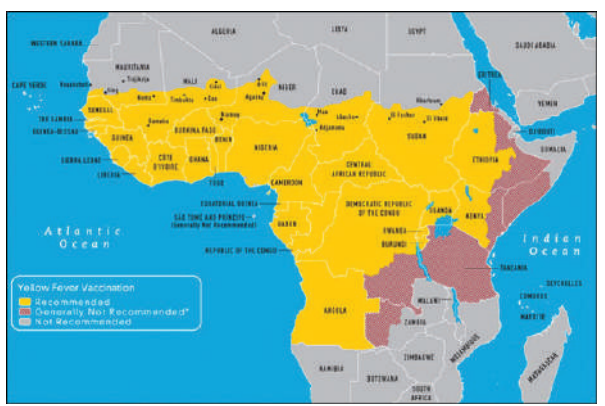 ALGERIA
LIBYA
EGYPT
WESTERN SAHARA
SAUDI ARABIA
MAURITANIA
MALI
NIGER
CHAD
ERITREA
YEMEN
CAPE VERDE
SENEGAL
THE GAMBIA
GUINEA-BISSAU
GUINEA
SIERRA LEONE
LIBERIA
CÔTE
D'IVOIRE
BURKINA FASO
GHANA
TOGO
BENIN
NIGERIA
SUDAN
DJIBOUTI
SOMALIA
ETHIOPIA
CENTRAL
AFRICAN REPUBLIC
CAMEROON
EQUATORIAL GUINEA
SÃO TOMÉ AND PRÍNCIPE
(Generally Not Recommended)
GABON
REPUBLIC OF THE CONGO
DEMOCRATIC REPUBLIC
OF THE CONGO
UGANDA
KENYA
RWANDA
BURUNDI
TANZANIA
Atlantic
Ocean
Indian
Ocean
SEYCHELLES
COMOROS
ANGOLA
MALAWI
ZAMBIA
MOZAMBIQUE
ZIMBABWE
NAMIBIA
BOTSWANA
SOUTH
AFRICA
MADAGASCAR
Yellow Fever Vaccination
Recommended
Generally Not Recommended*
Not Recommended